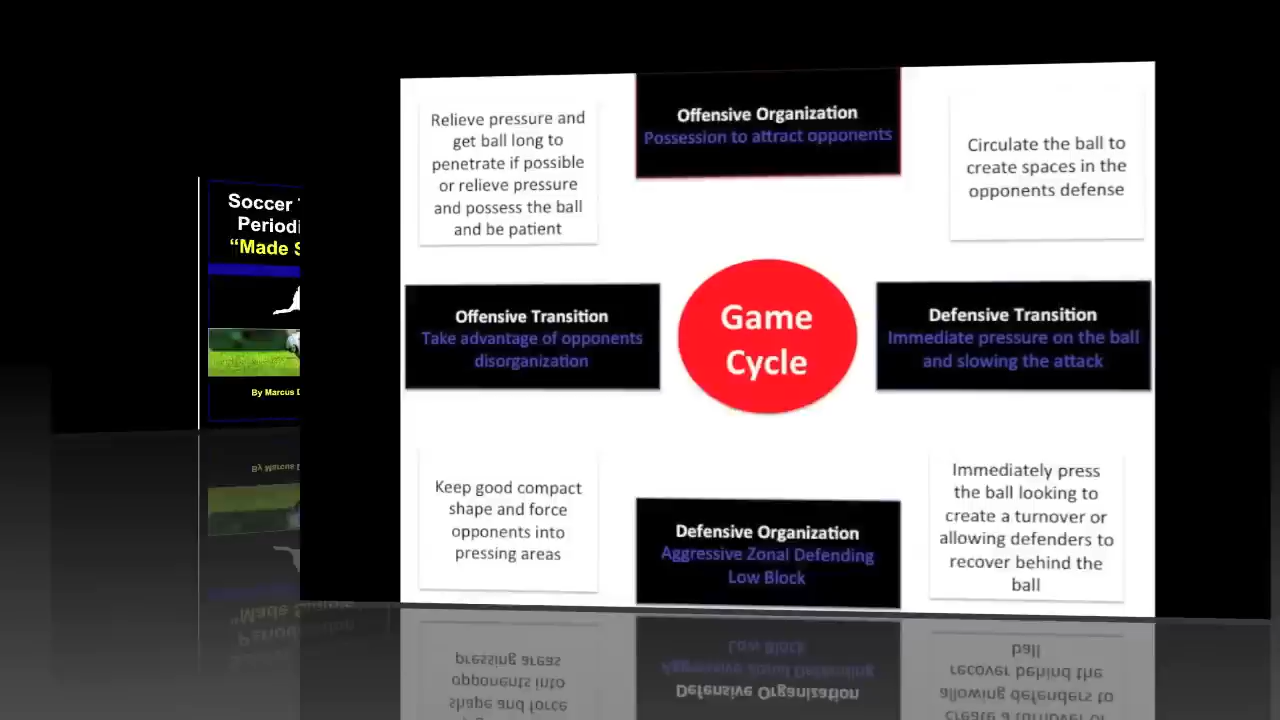 Soccer
Periodi
"Made S
By Marcus D
Relieve pressure and
get ball long to
penetrate if possible
or relieve pressure
and possess the ball
and be patient
Offensive Organization
Possession to attract opponents
Circulate the ball to
create spaces in the
opponents defense
Offensive Transition
Take advantage of opponents
disorganization
Game
Cycle
Defensive Transition
Immediate pressure on the ball
and slowing the attack
Keep good compact
shape and force
opponents into
pressing areas
Defensive Organization
Aggressive Zonal Defending
Low Block
Immediately press
the ball looking to
create a turnover or
allowing defenders to
recover behind the
ball